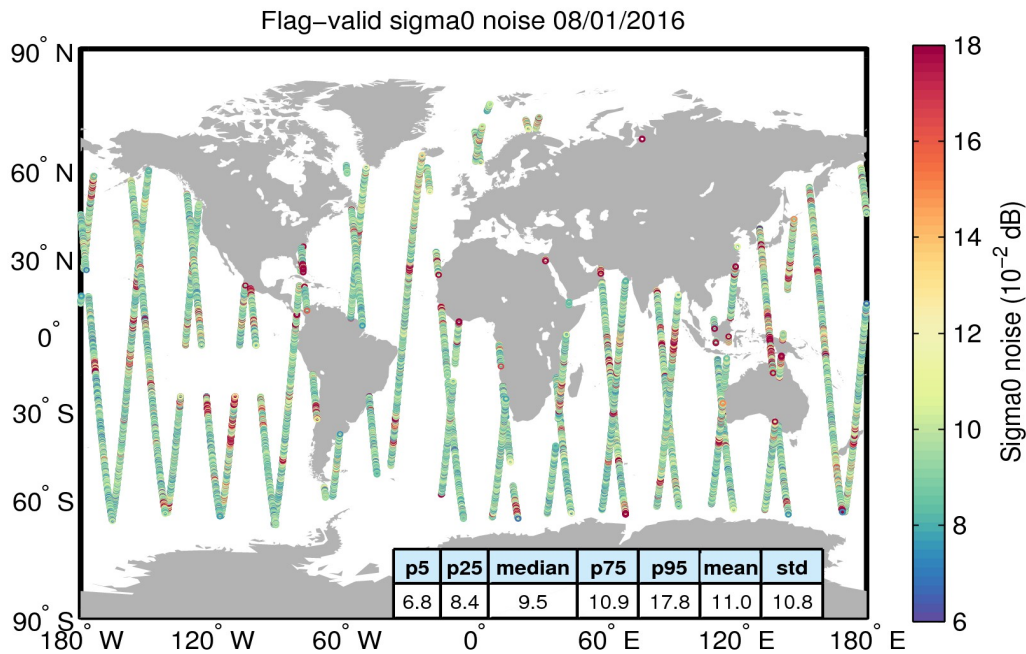 Flag−valid sigma0 noise 08/01/2016
90° N
60° N
30° N
0°
30° S
60° S
90° S
180° W
120° W
60° W
0°
60° E
120° E
180° E
p5 p25 median p75 p95 mean std
6.8 8.4 9.5 10.9 17.8 11.0 10.8
18
16
14
12
10
8
6
Sigma0 noise (10−2 dB)